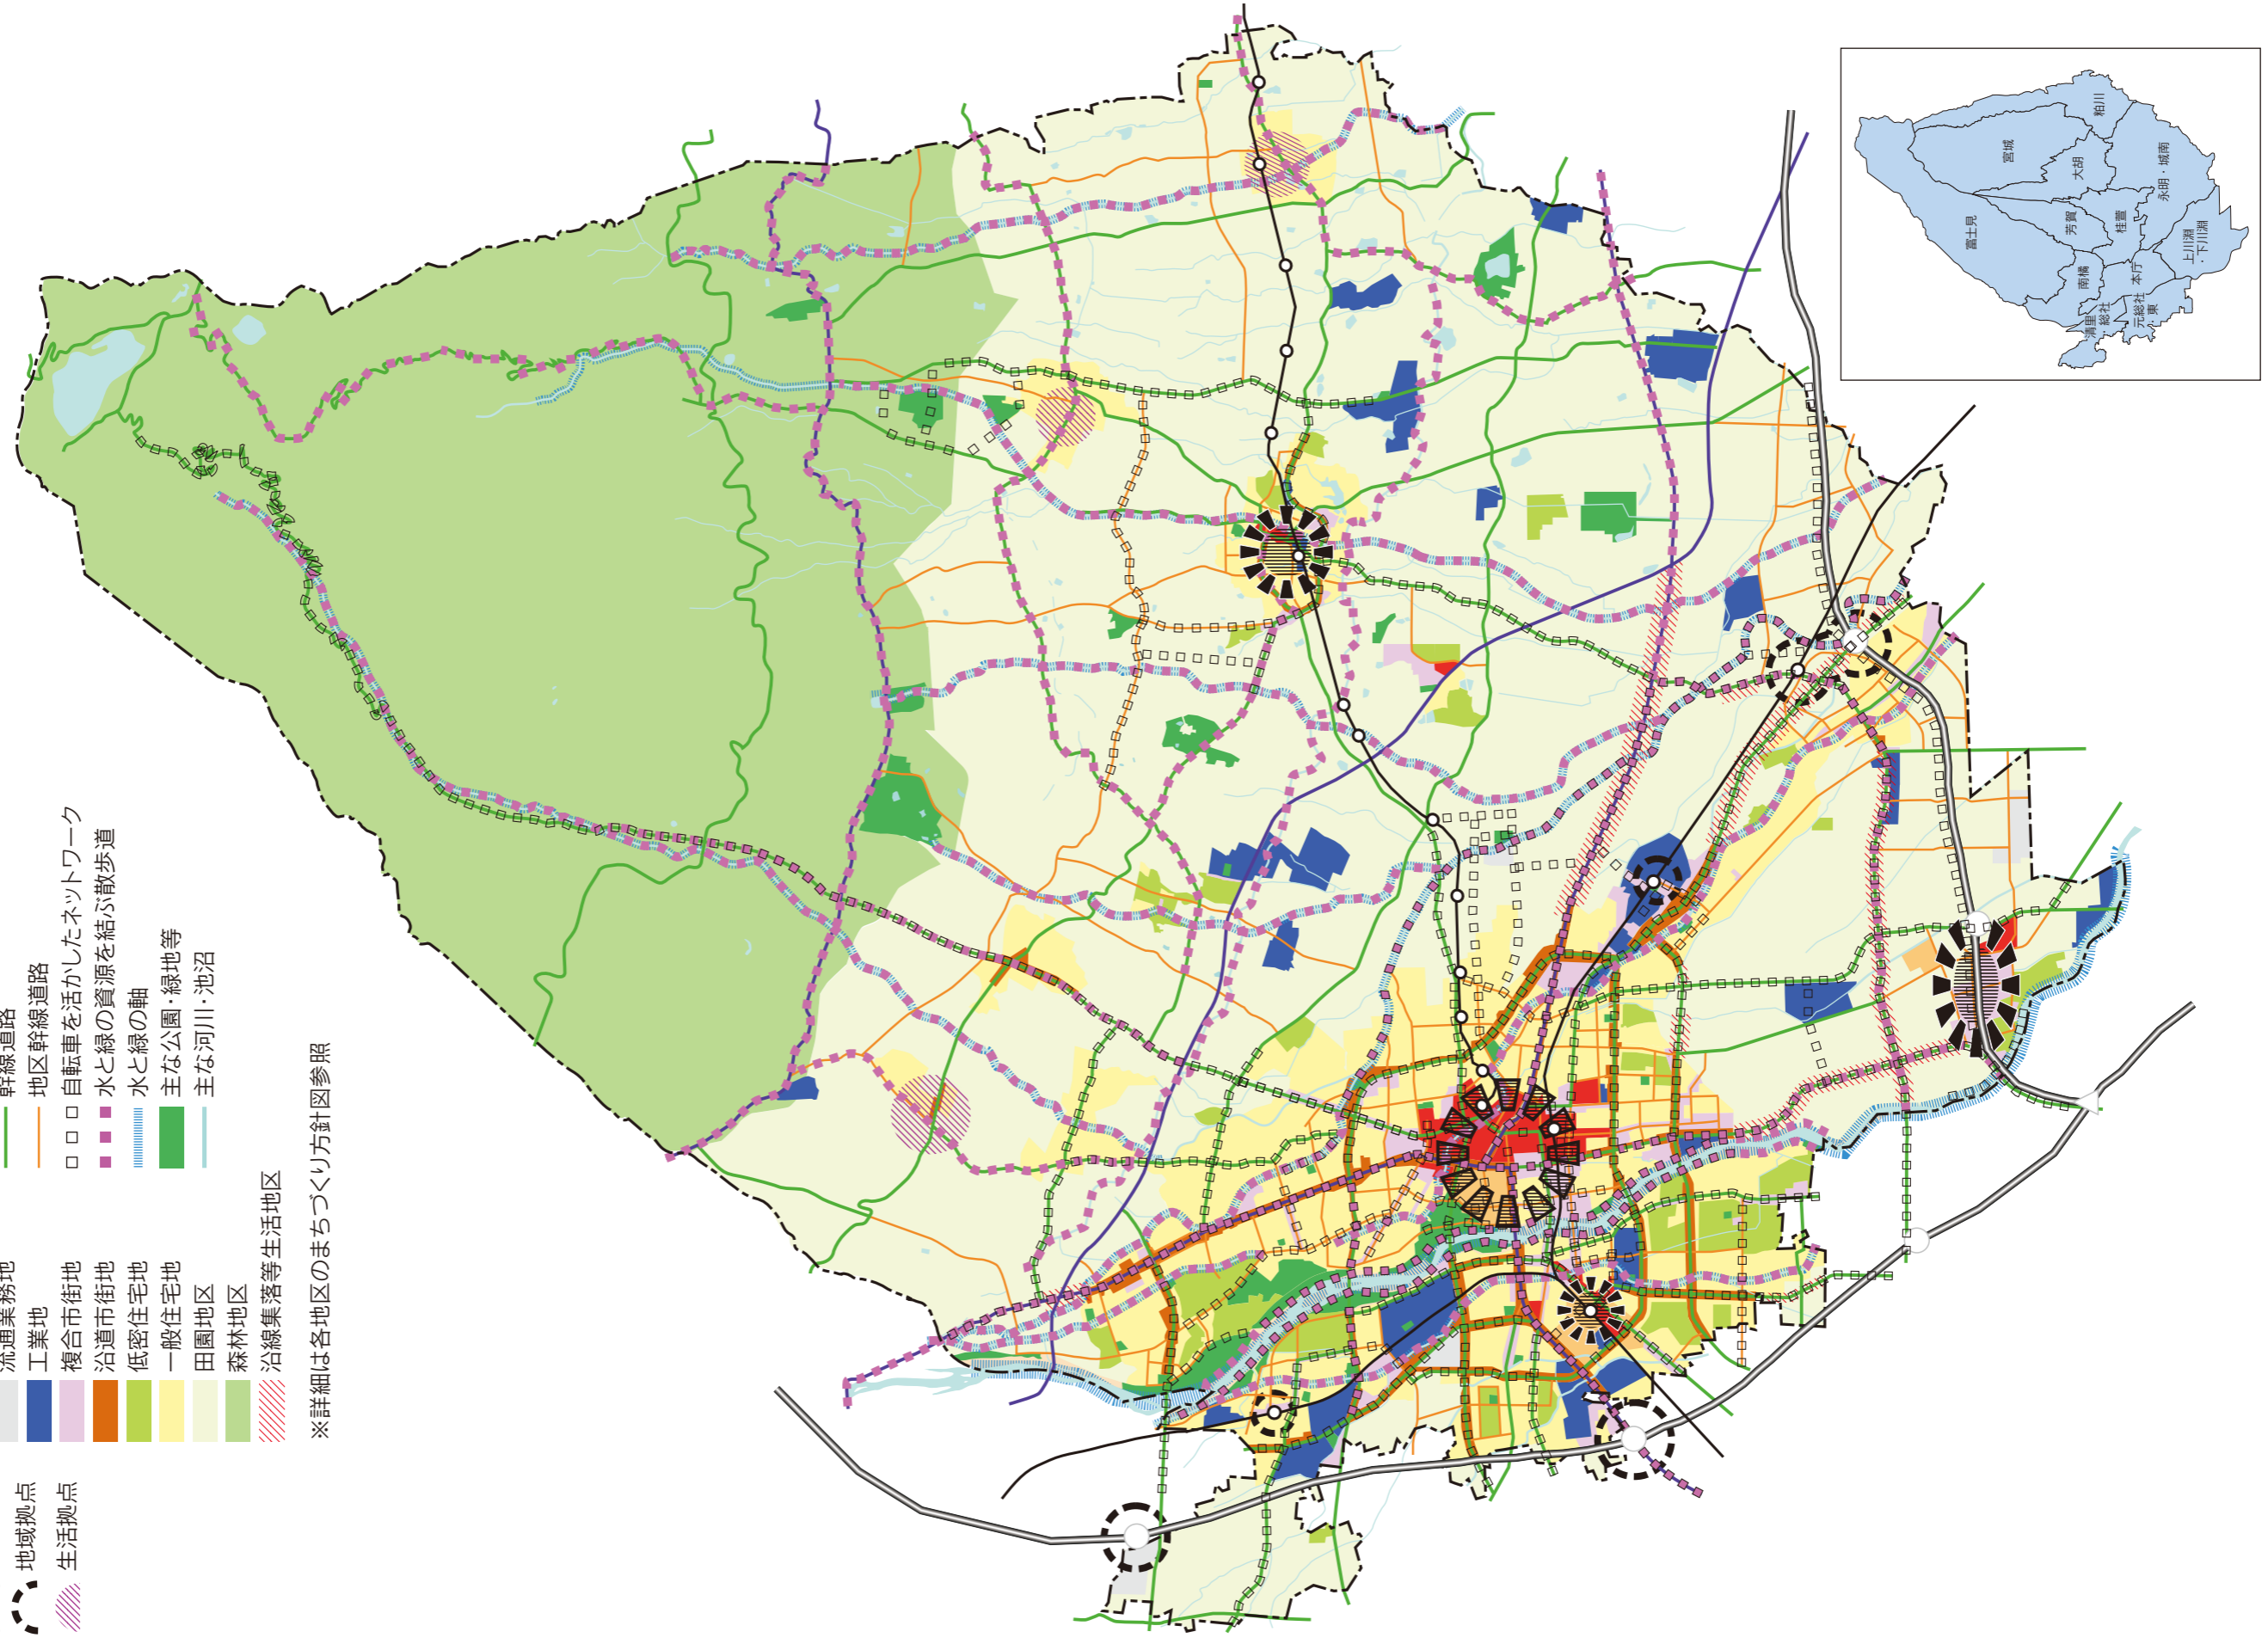 地域拠点
生活拠点
流通業務地
工業地
複合市街地
沿道市街地
低密住宅地
一般住宅地
田園地区
森林地区
沿線集落等生活地区
幹線道路
地区幹線道路
自転車を活かしたネットワーク
水と緑の資源を結ぶ散歩道
水と緑の軸
主な公園・緑地等
主な河川・池沼
※詳細は各地区のまちづくり方針図参照
富士見
宮城
粕川
大胡
芳賀
南橘
桂萱
永明・城南
本庁
清里
・総社
元総社
・東
上川淵
・下川淵